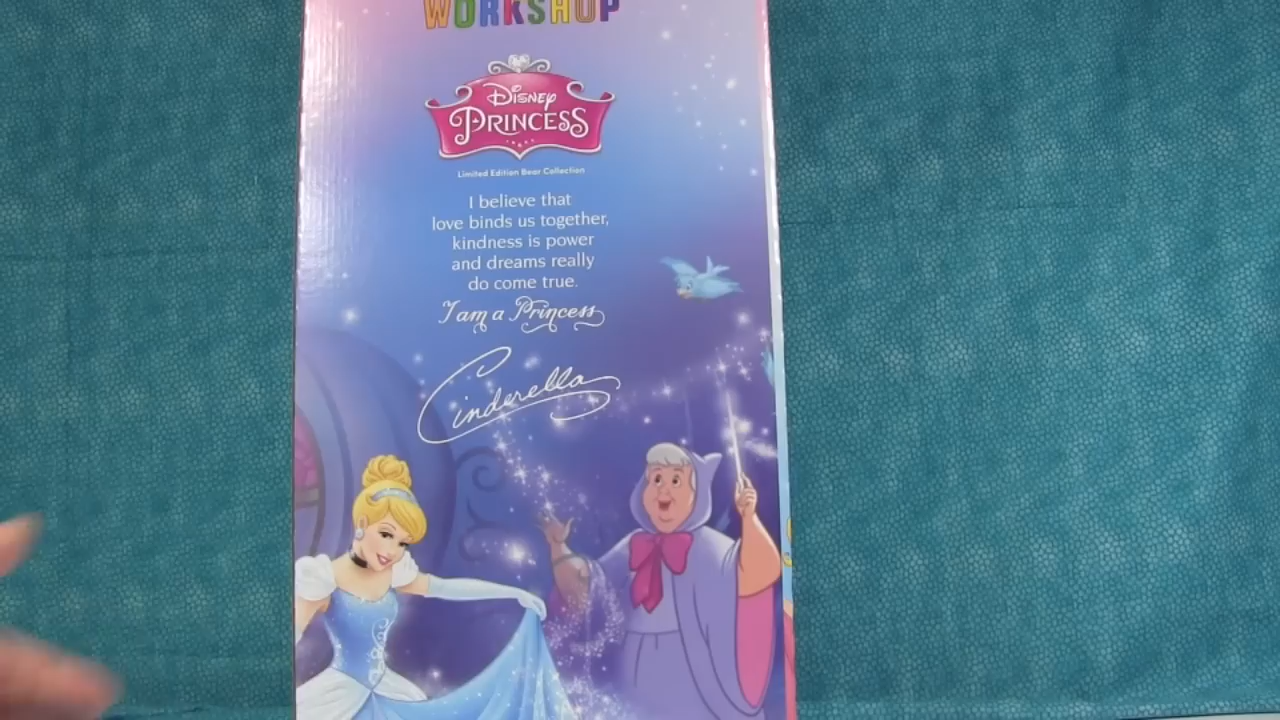 WORKSHOP
Disney
PRINCESS
Limited Edition Bear Collection
I believe that
love binds us together,
kindness is power
and dreams really
do come true.
I am a Princess
Cinderella